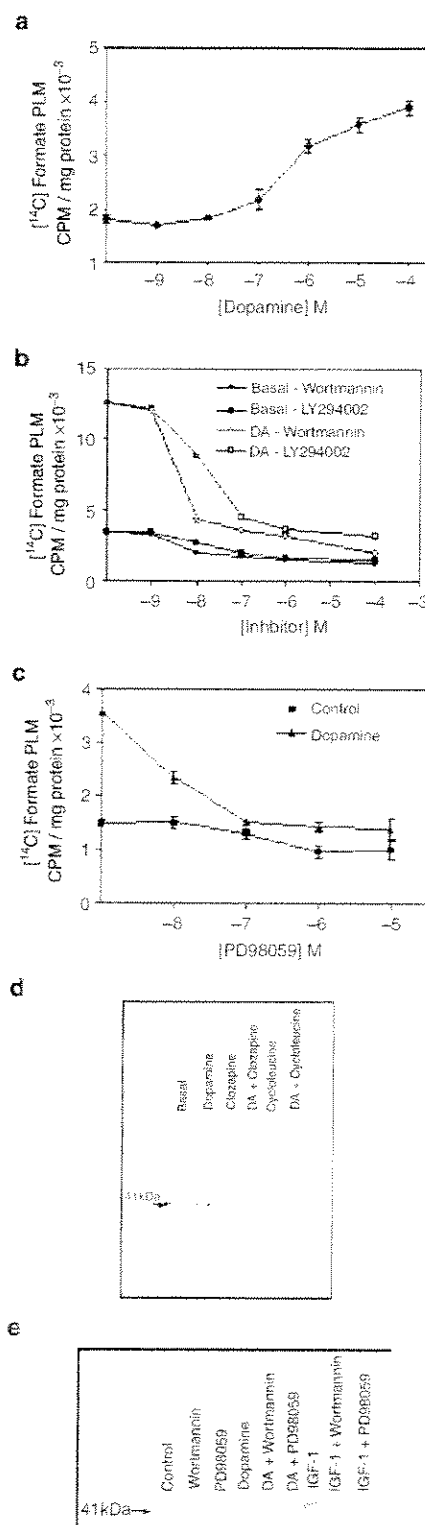 a
[¹⁴C] Formate PLM
CPM / mg protein ×10⁻³
5
4
3
2
1
−9 −8 −7 −6 −5 −4
[Dopamine] M
b
[¹⁴C] Formate PLM
CPM / mg protein ×10⁻³
15
10
5
0
Basal - Wortmannin
Basal - LY294002
DA - Wortmannin
DA - LY294002
−9 −8 −7 −6 −5 −4 −3
[Inhibitor] M
c
[¹⁴C] Formate PLM
CPM / mg protein ×10⁻³
4
3
2
1
0
Control
Dopamine
−8 −7 −6 −5
[PD98059] M
d
Basal
Dopamine
Clozapine
DA + Clozapine
Cycloleucine
DA + Cycloleucine
41kDa
e
Control
Wortmannin
PD98059
Dopamine
DA + Wortmannin
DA + PD98059
IGF-1
IGF-1 + Wortmannin
IGF-1 + PD98059
41kDa→